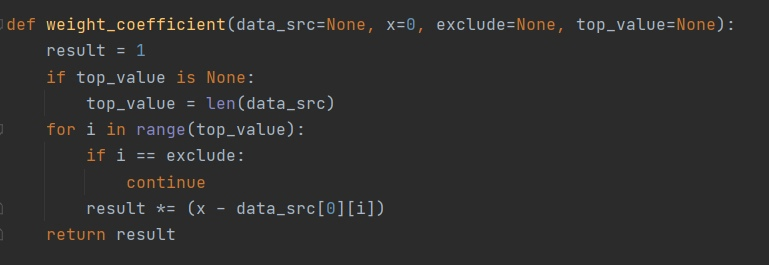 def weight_coefficient(data_src=None, x=0, exclude=None, top_value=None):
    result = 1
    if top_value is None:
        top_value = len(data_src)
    for i in range(top_value):
        if i == exclude:
            continue
        result *= (x - data_src[0][i])
    return result